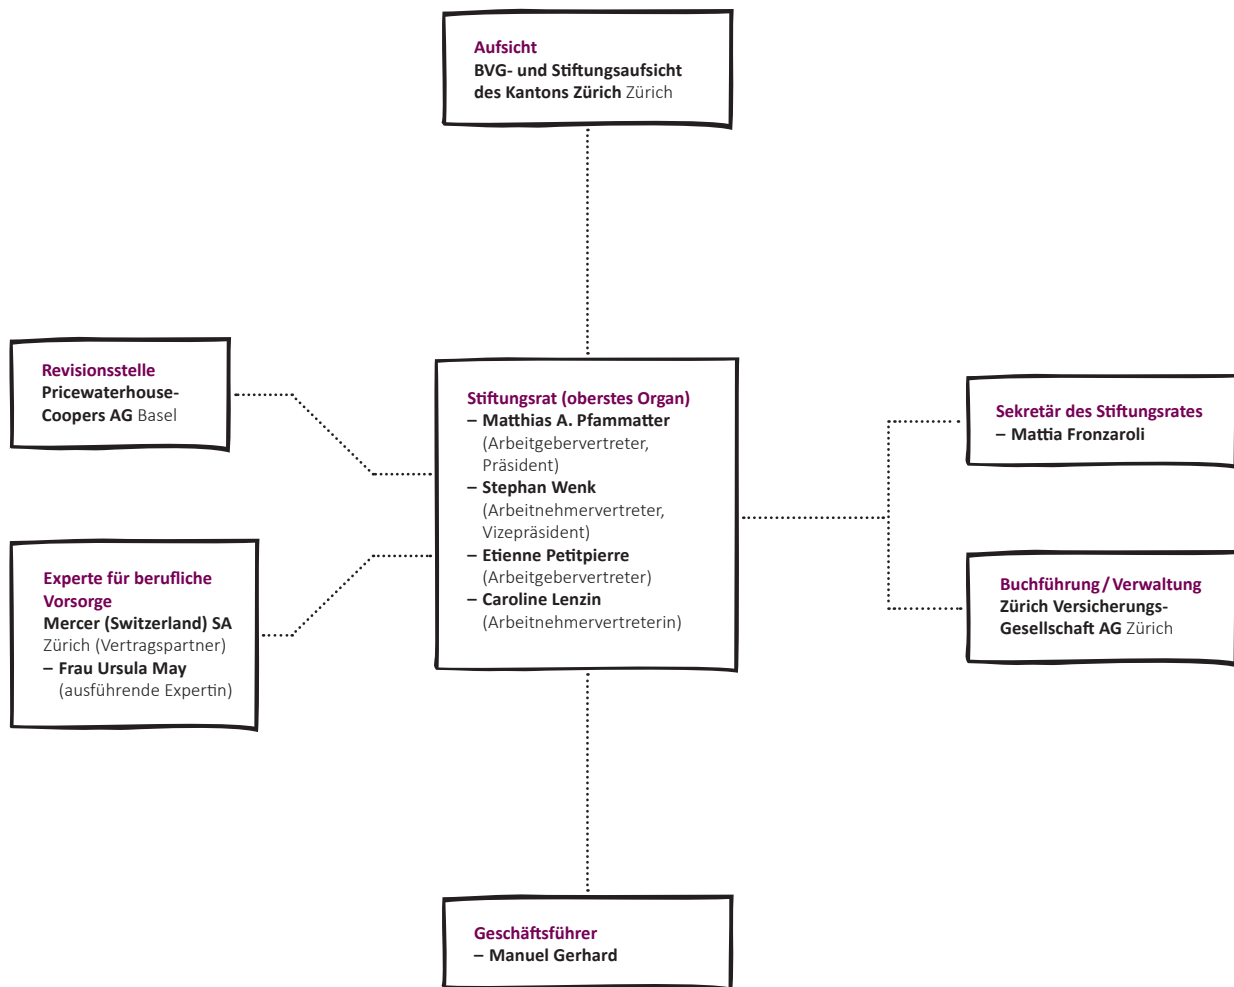 Aufsicht
BVG- und Stiftungsaufsicht
des Kantons Zürich Zürich
Revisionsstelle
Pricewaterhouse-
Coopers AG Basel
Experte für berufliche
Vorsorge
Mercer (Switzerland) SA
Zürich (Vertragspartner)
– Frau Ursula May
(ausführende Expertin)
Stiftungsrat (oberstes Organ)
– Matthias A. Pfammatter
(Arbeitgebervertreter,
Präsident)
– Stephan Wenk
(Arbeitnehmervertreter,
Vizepräsident)
– Etienne Petitpierre
(Arbeitgebervertreter)
– Caroline Lenzin
(Arbeitnehmervertreterin)
Sekretär des Stiftungsrates
– Mattia Fronzaroli
Buchführung / Verwaltung
Zürich Versicherungs-
Gesellschaft AG Zürich
Geschäftsführer
– Manuel Gerhard